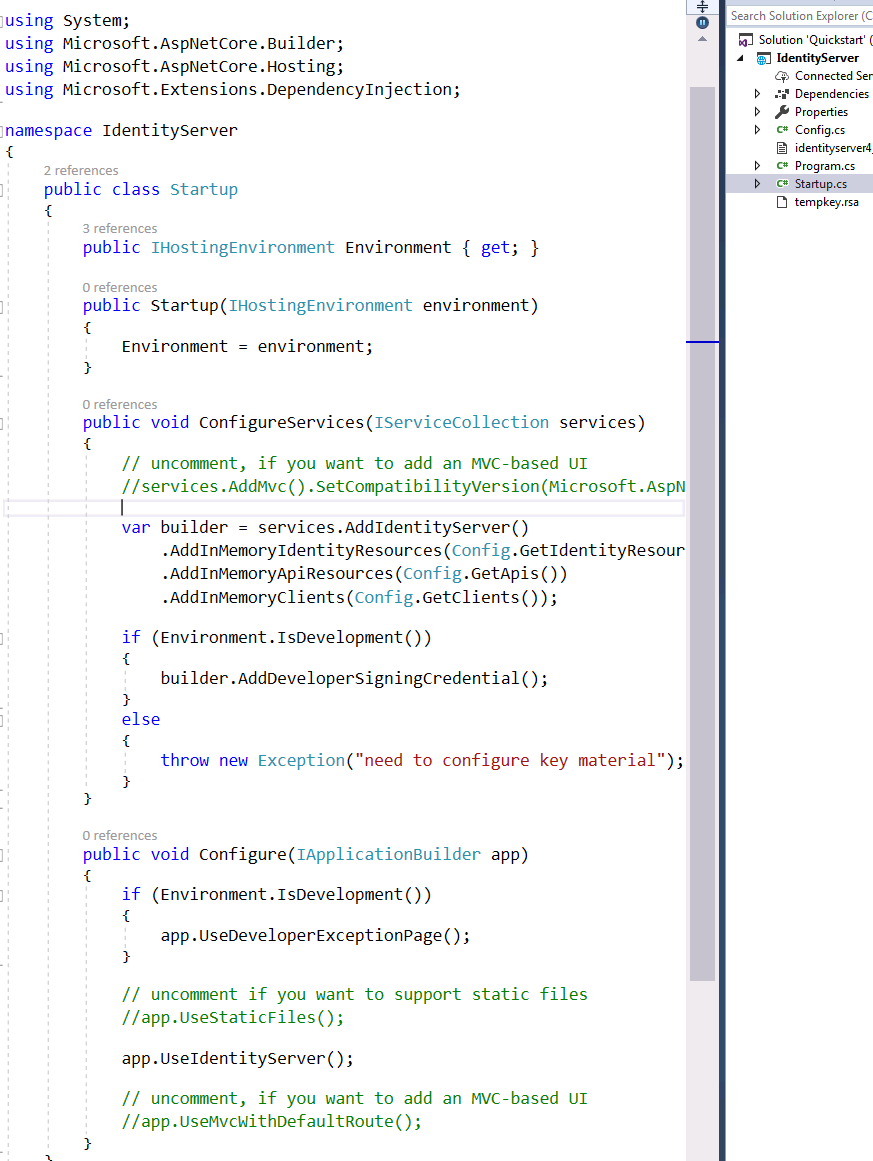 using System;
using Microsoft.AspNetCore.Builder;
using Microsoft.AspNetCore.Hosting;
using Microsoft.Extensions.DependencyInjection;
namespace IdentityServer
{
2 references
public class Startup
{
3 references
public IHostingEnvironment Environment { get; }
0 references
public Startup(IHostingEnvironment environment)
{
Environment = environment;
}
0 references
public void ConfigureServices(IServiceCollection services)
{
// uncomment, if you want to add an MVC-based UI
//services.AddMvc().SetCompatibilityVersion(Microsoft.AspN
var builder = services.AddIdentityServer()
.AddInMemoryIdentityResources(Config.GetIdentityResour
.AddInMemoryApiResources(Config.GetApis())
.AddInMemoryClients(Config.GetClients());
if (Environment.IsDevelopment())
{
builder.AddDeveloperSigningCredential();
}
else
{
throw new Exception("need to configure key material");
}
}
0 references
public void Configure(IApplicationBuilder app)
{
if (Environment.IsDevelopment())
{
app.UseDeveloperExceptionPage();
}
// uncomment if you want to support static files
//app.UseStaticFiles();
app.UseIdentityServer();
// uncomment, if you want to add an MVC-based UI
//app.UseMvcWithDefaultRoute();
}
}
Search Solution Explorer (C
Solution 'Quickstart' (
IdentityServer
Connected Ser
Dependencies
Properties
C# Config.cs
identityserver4_
C# Program.cs
C# Startup.cs
tempkey.rsa